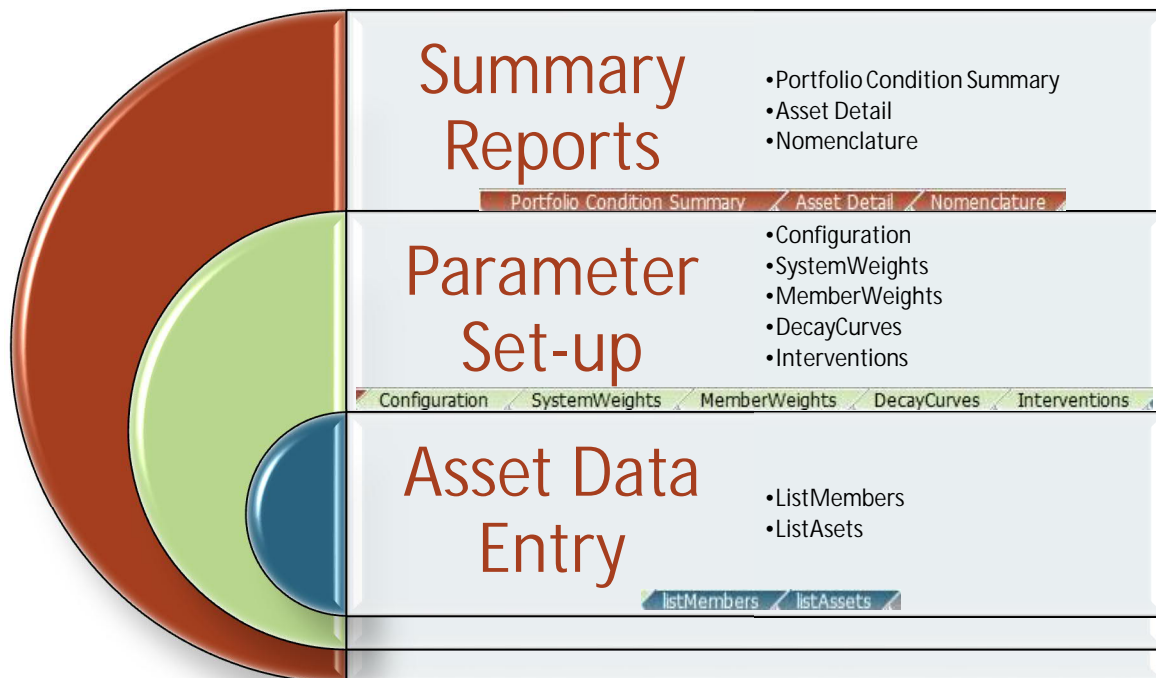 Summary
Reports
•Portfolio Condition Summary
•Asset Detail
•Nomenclature
Portfolio Condition Summary Asset Detail Nomenclature
Parameter
Set-up
•Configuration
•SystemWeights
•MemberWeights
•DecayCurves
•Interventions
Configuration SystemWeights MemberWeights DecayCurves Interventions
Asset Data
Entry
•ListMembers
•ListAsets
listMembers listAssets